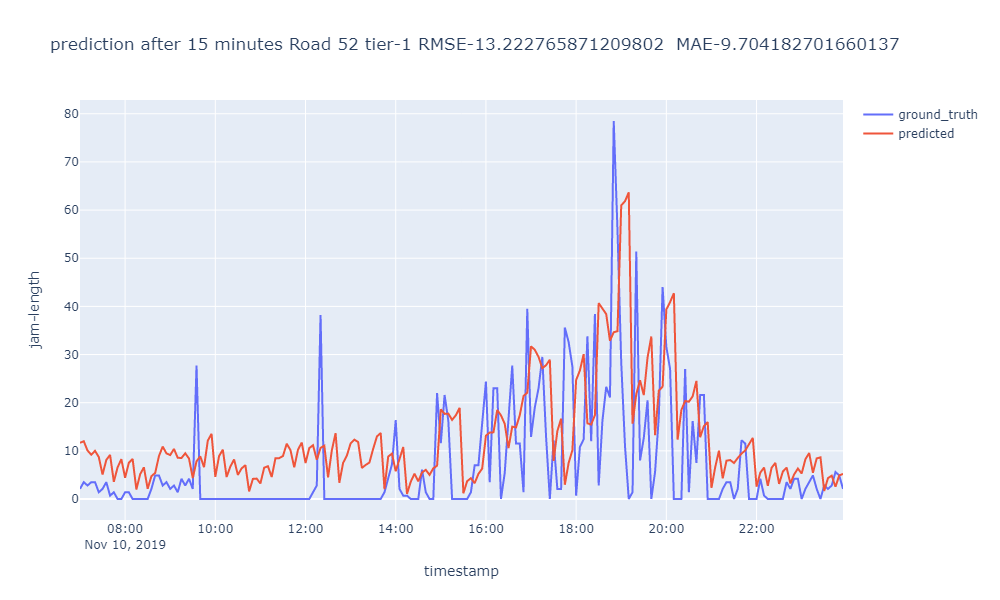 prediction after 15 minutes Road 52 tier-1 RMSE-13.222765871209802  MAE-9.704182701660137
ground_truth
predicted
80
70
60
50
40
30
20
10
0
jam-length
08:00 10:00 12:00 14:00 16:00 18:00 20:00 22:00
Nov 10, 2019
timestamp